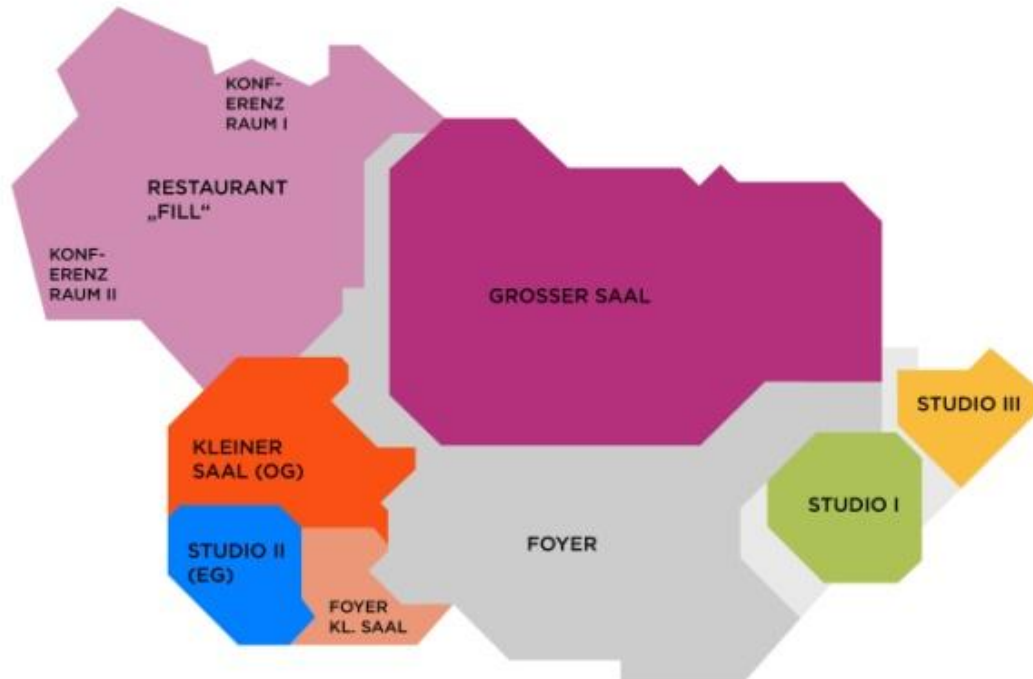 KONF-
ERENZ
RAUM I
RESTAURANT
„FILL“
KONF-
ERENZ
RAUM II
GROSSER SAAL
STUDIO III
KLEINER
SAAL (OG)
STUDIO I
STUDIO II
(EG)
FOYER
FOYER
KL. SAAL